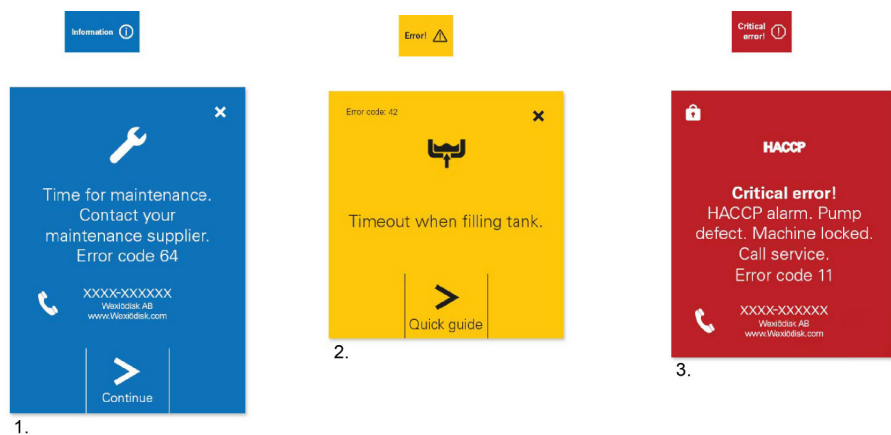 Information
Error!
Critical
error!
Time for maintenance.
Contact your
maintenance supplier.
Error code 64
XXXX-XXXXXX
Wexiödisk AB
www.Wexiödisk.com
Continue
1.
Error code: 42
Timeout when filling tank.
Quick guide
2.
HACCP
Critical error!
HACCP alarm. Pump
defect. Machine locked.
Call service.
Error code 11
XXXX-XXXXXX
Wexiödisk AB
www.Wexiödisk.com
3.